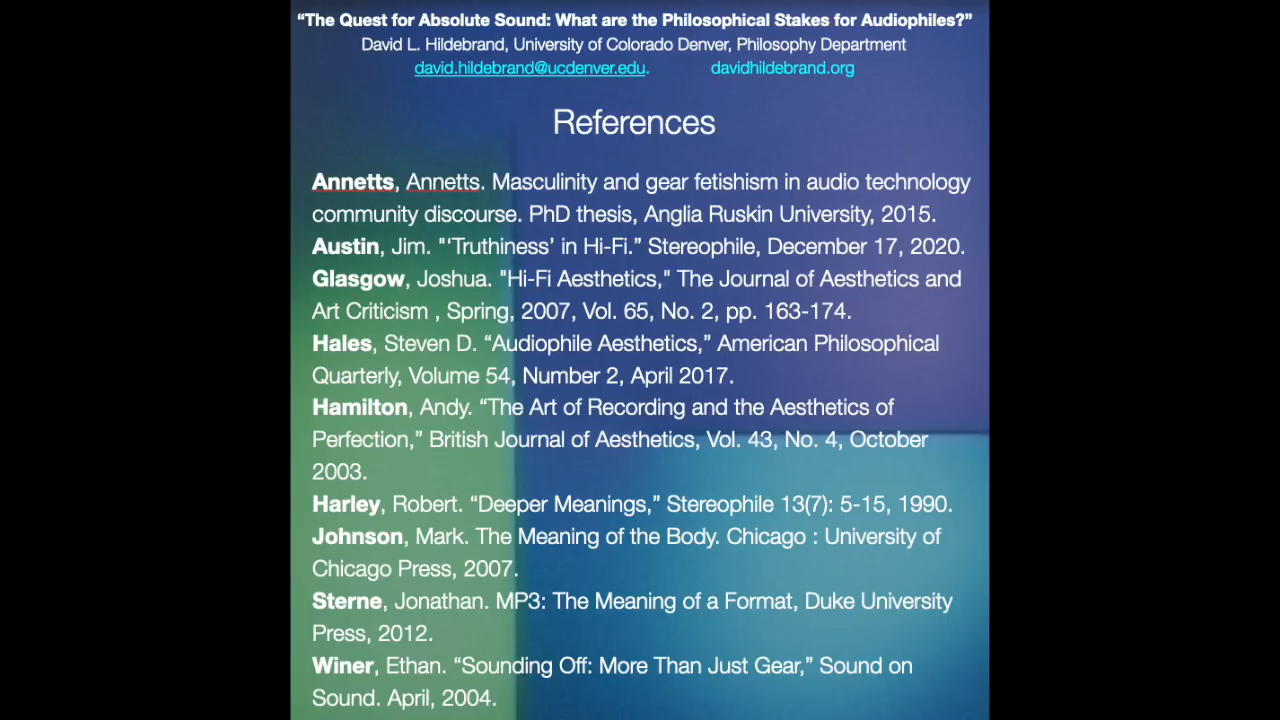 “The Quest for Absolute Sound: What are the Philosophical Stakes for Audiophiles?”
David L. Hildebrand, University of Colorado Denver, Philosophy Department
david.hildebrand@ucdenver.edu. davidhildebrand.org
References
Annetts, Annetts. Masculinity and gear fetishism in audio technology
community discourse. PhD thesis, Anglia Ruskin University, 2015.
Austin, Jim. "‘Truthiness’ in Hi-Fi.” Stereophile, December 17, 2020.
Glasgow, Joshua. "Hi-Fi Aesthetics," The Journal of Aesthetics and
Art Criticism , Spring, 2007, Vol. 65, No. 2, pp. 163-174.
Hales, Steven D. “Audiophile Aesthetics,” American Philosophical
Quarterly, Volume 54, Number 2, April 2017.
Hamilton, Andy. “The Art of Recording and the Aesthetics of
Perfection,” British Journal of Aesthetics, Vol. 43, No. 4, October
2003.
Harley, Robert. “Deeper Meanings,” Stereophile 13(7): 5-15, 1990.
Johnson, Mark. The Meaning of the Body. Chicago : University of
Chicago Press, 2007.
Sterne, Jonathan. MP3: The Meaning of a Format, Duke University
Press, 2012.
Winer, Ethan. “Sounding Off: More Than Just Gear,” Sound on
Sound. April, 2004.